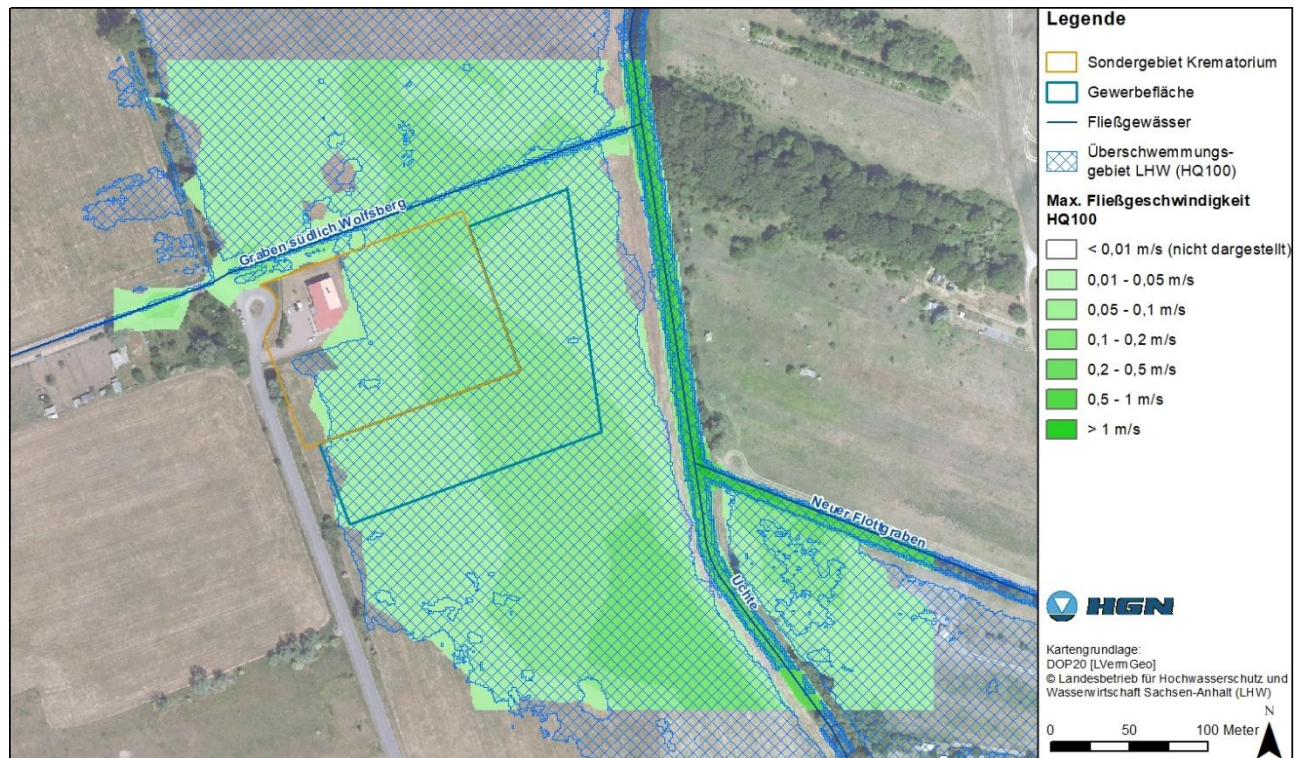 Graben südlich Wolfsberg
Neuer Flottgraben
Uchte
Legende
Sondergebiet Krematorium
Gewerbefläche
Fließgewässer
Überschwemmungs-
gebiet LHW (HQ100)
Max. Fließgeschwindigkeit
HQ100
< 0,01 m/s (nicht dargestellt)
0,01 - 0,05 m/s
0,05 - 0,1 m/s
0,1 - 0,2 m/s
0,2 - 0,5 m/s
0,5 - 1 m/s
> 1 m/s
HGN
Kartengrundlage:
DOP20 [LVermGeo]
© Landesbetrieb für Hochwasserschutz und
Wasserwirtschaft Sachsen-Anhalt (LHW)
N
0 50 100 Meter